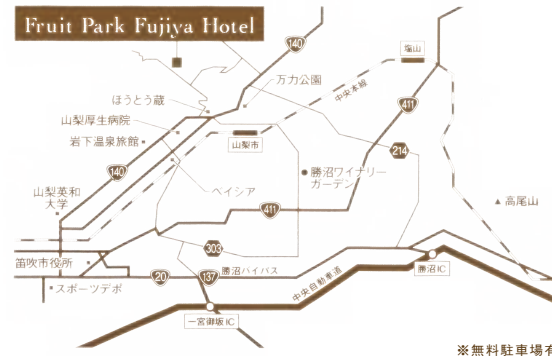 Fruit Park Fujiya Hotel
140
塩山
万力公園
中央本線
ほうとう蔵
411
山梨厚生病院
山梨市
岩下温泉旅館
214
140
勝沼ワイナリー
ガーデン
山梨英和
大学
ベイシア
高尾山
411
303
笛吹市役所
勝沼バイパス
勝沼IC
20
137
中央自動車道
スポーツデポ
一宮御坂IC
※無料駐車場有